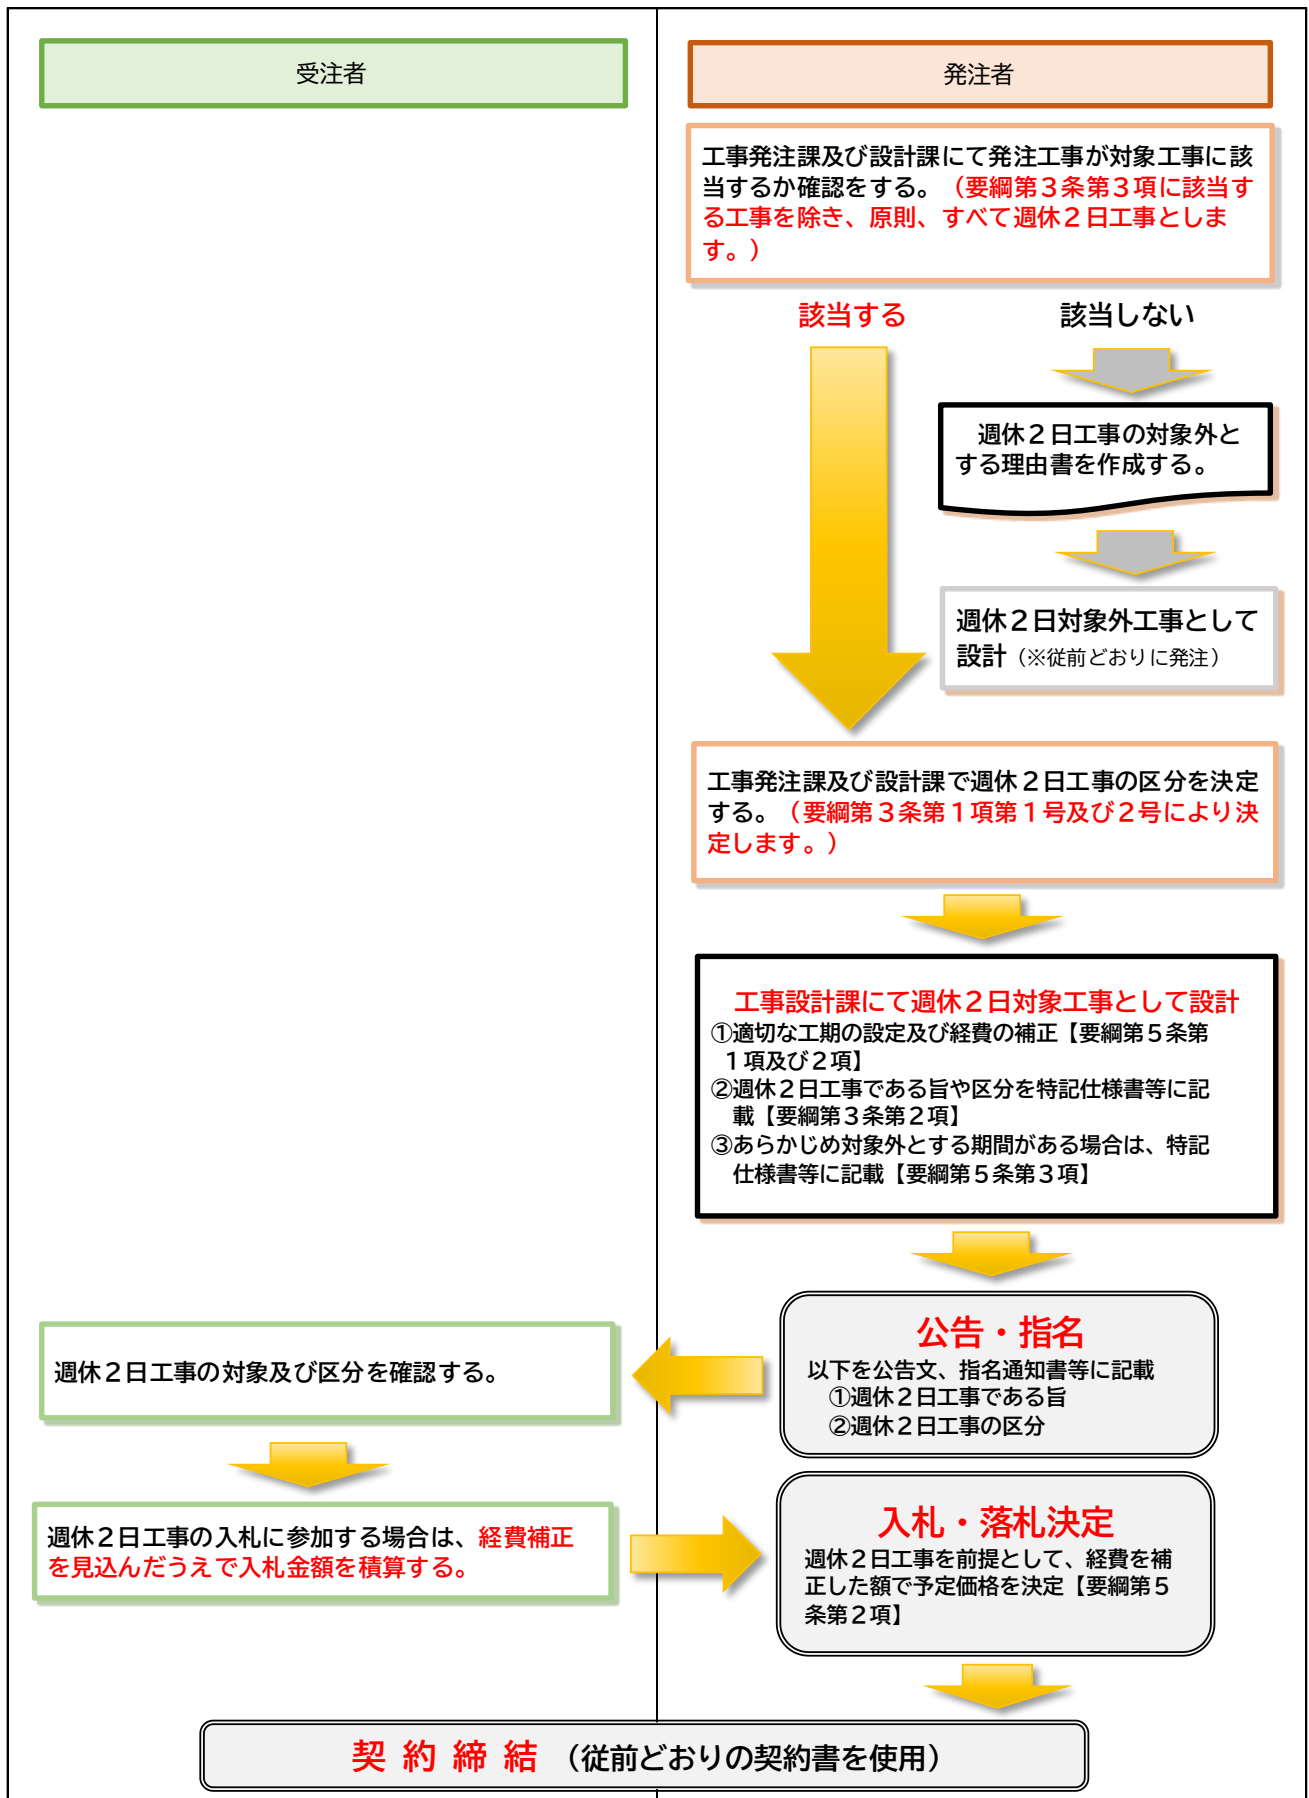 受注者
発注者
工事発注課及び設計課にて発注工事が対象工事に該
当するか確認をする。（要綱第３条第３項に該当す
る工事を除き、原則、すべて週休２日工事としま
す。）
該当する
該当しない
週休２日工事の対象外と
する理由書を作成する。
週休２日対象外工事として
設計（※従前どおりに発注）
工事発注課及び設計課で週休２日工事の区分を決定
する。（要綱第３条第１項第１号及び２号により決
定します。）
工事設計課にて週休２日対象工事として設計
①適切な工期の設定及び経費の補正【要綱第５条第
１項及び２項】
②週休２日工事である旨や区分を特記仕様書等に記
載【要綱第３条第２項】
③あらかじめ対象外とする期間がある場合は、特記
仕様書等に記載【要綱第５条第３項】
公告・指名
以下を公告文、指名通知書等に記載
①週休２日工事である旨
②週休２日工事の区分
週休２日工事の対象及び区分を確認する。
週休２日工事の入札に参加する場合は、経費補正
を見込んだうえで入札金額を積算する。
入札・落札決定
週休２日工事を前提として、経費を補
正した額で予定価格を決定【要綱第５
条第２項】
契 約 締 結 （従前どおりの契約書を使用）